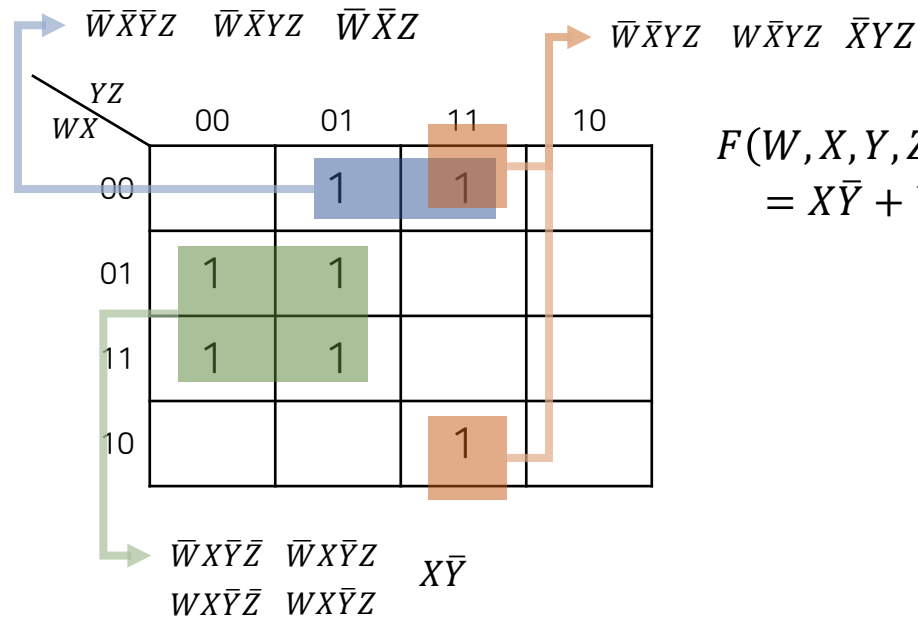 W̄X̄ȲZ W̄X̄YZ W̄X̄Z
W̄X̄YZ WX̄YZ X̄YZ
YZ
WX
00 01 11 10
00 1 1
01 1 1
11 1 1
10 1
F(W, X, Y, Z
= XȲ +
W̄XȲZ̄ W̄XȲZ
WXȲZ̄ WXȲZ
XȲ